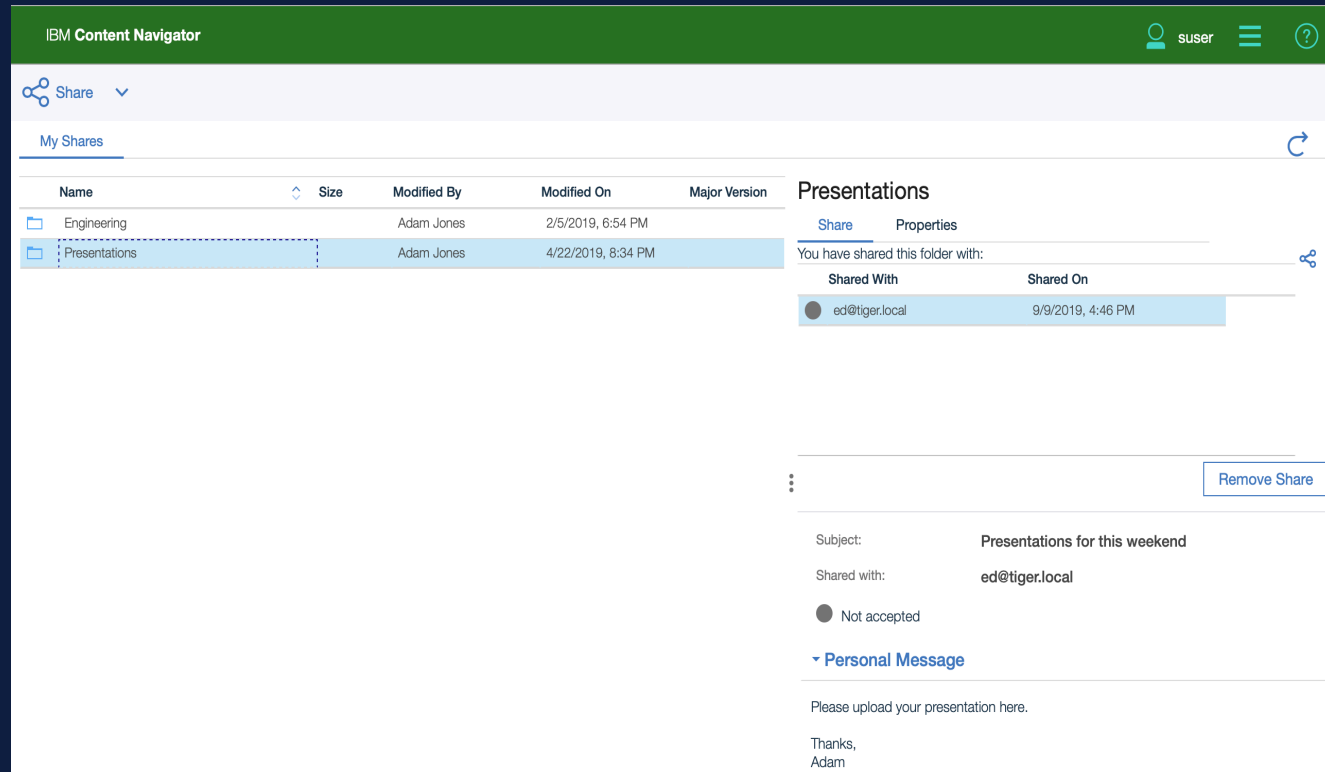 IBM Content Navigator
suser
?
Share
My Shares
Name Size Modified By Modified On Major Version
Engineering Adam Jones 2/5/2019, 6:54 PM
Presentations Adam Jones 4/22/2019, 8:34 PM
Presentations
Share Properties
You have shared this folder with:
Shared With Shared On
ed@tiger.local 9/9/2019, 4:46 PM
Remove Share
Subject: Presentations for this weekend
Shared with: ed@tiger.local
Not accepted
Personal Message
Please upload your presentation here.
Thanks,
Adam